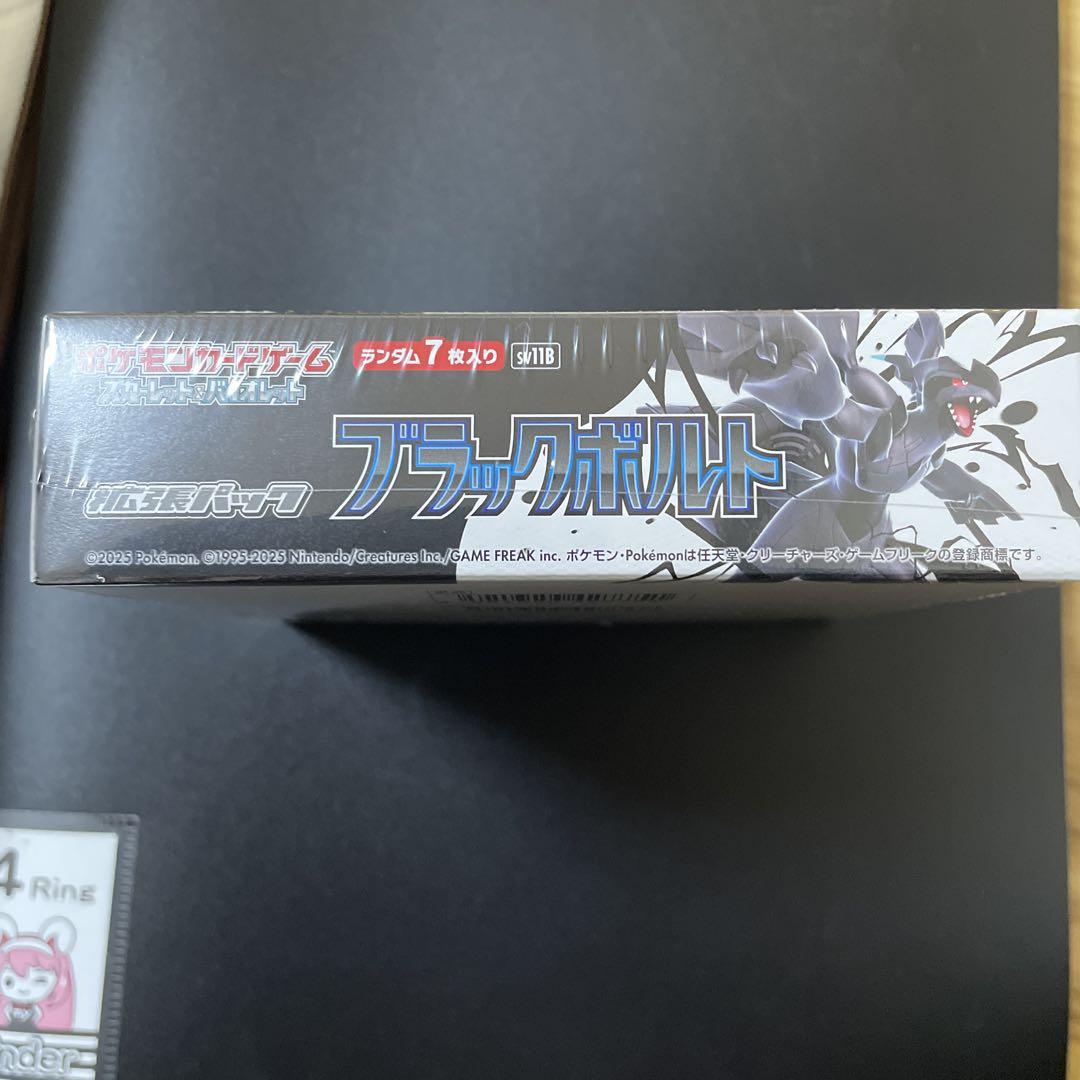 ポケモンカードゲーム
スカーレット&バイオレット
ランダム7枚入り
sv11B
拡張パック
ブラックボルト
©2025 Pokémon. ©1995-2025 Nintendo/Creatures Inc./GAME FREAK inc. ポケモン・Pokémonは任天堂・クリーチャーズ・ゲームフリークの登録商標です。
4 Ring